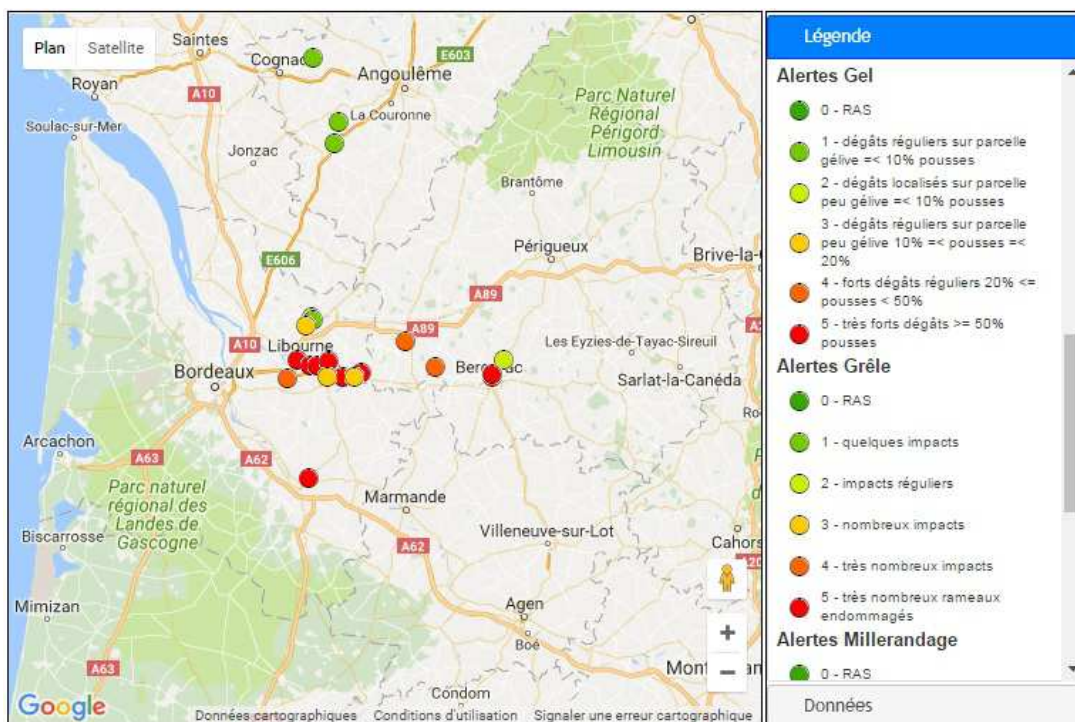 Plan
Satellite
Saintes
Cognac
E603
Royan
Angoulême
A10
La Couronne
Parc Naturel
Régional
Périgord
Limousin
Soulac-sur-Mer
Jonzac
Brantôme
Périgueux
E606
Brive-la-
A89
A89
A10
Libourne
Les Eyzies-de-Tayac-Sireuil
Bordeaux
Sarlat-la-Canéda
Arcachon
A63
A62
Parc naturel
régional des
Landes de
Gascogne
Marmande
Biscarrosse
Villeneuve-sur-Lot
A62
Cahors
A20
Mimizan
Agen
Boé
A63
Condom
Google
Données cartographiques
Conditions d'utilisation
Signaler une erreur cartographique
Légende
Alertes Gel
0 - RAS
1 - dégâts réguliers sur parcelle
gélive =< 10% pousses
2 - dégâts localisés sur parcelle
peu gélive =< 10% pousses
3 - dégâts réguliers sur parcelle
peu gélive 10% =< pousses =<
20%
4 - forts dégâts réguliers 20% <=
pousses < 50%
5 - très forts dégâts >= 50%
pousses
Alertes Grêle
0 - RAS
1 - quelques impacts
2 - impacts réguliers
3 - nombreux impacts
4 - très nombreux impacts
5 - très nombreux rameaux
endommagés
Alertes Millerandage
0 - RAS
Données